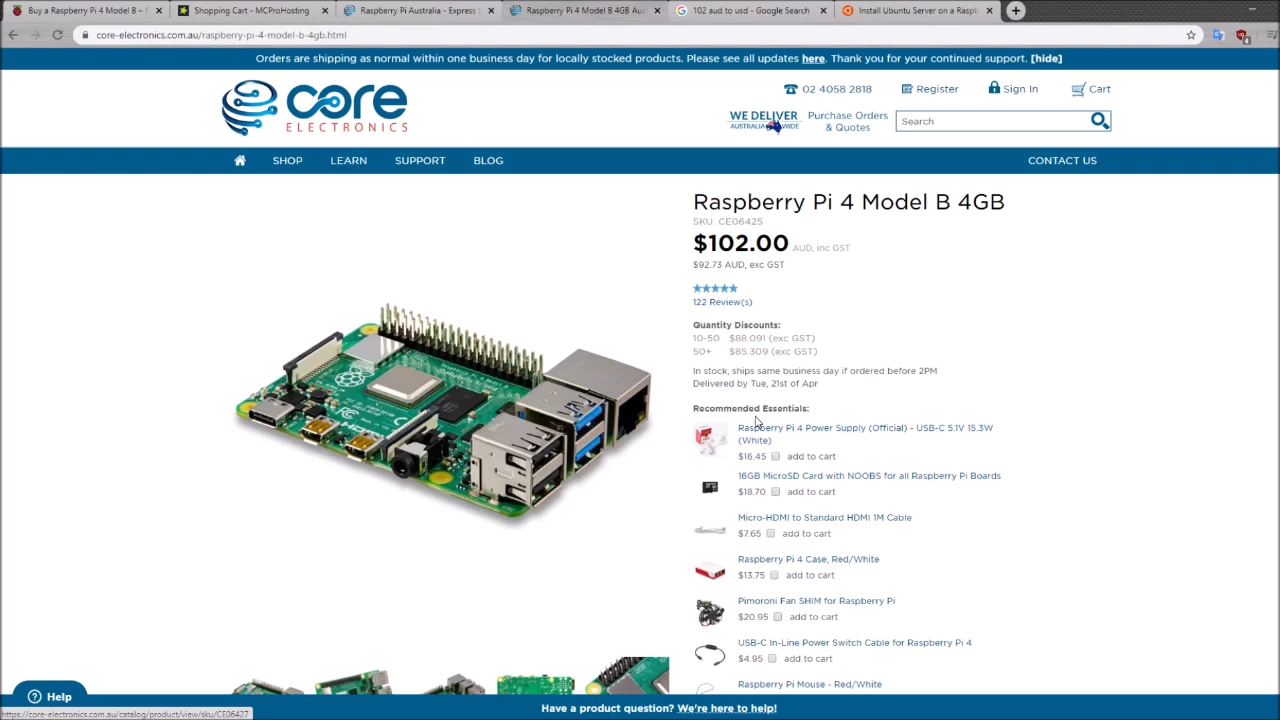 Buy a Raspberry Pi 4 Model B –
Shopping Cart - MCProHosting
Raspberry Pi Australia - Express
Raspberry Pi 4 Model B 4GB Aus
102 aud to usd - Google Search
Install Ubuntu Server on a Raspb
core-electronics.com.au/raspberry-pi-4-model-b-4gb.html
Orders are shipping as normal within one business day for locally stocked products. Please see all updates here. Thank you for your continued support. [hide]
core
ELECTRONICS
02 4058 2818
Register
Sign In
Cart
WE DELIVER
AUSTRALIA WIDE
Purchase Orders
& Quotes
Search
SHOP
LEARN
SUPPORT
BLOG
CONTACT US
Raspberry Pi 4 Model B 4GB
SKU: CE06425
$102.00 AUD, inc GST
$92.73 AUD, exc GST
122 Review(s)
Quantity Discounts:
10-50 $88.091 (exc GST)
50+ $85.309 (exc GST)
In stock, ships same business day if ordered before 2PM
Delivered by Tue, 21st of Apr
Recommended Essentials:
Raspberry Pi 4 Power Supply (Official) - USB-C 5.1V 15.3W
(White)
$16.45 add to cart
16GB MicroSD Card with NOOBS for all Raspberry Pi Boards
$18.70 add to cart
Micro-HDMI to Standard HDMI 1M Cable
$7.65 add to cart
Raspberry Pi 4 Case, Red/White
$13.75 add to cart
Pimoroni Fan SHIM for Raspberry Pi
$20.95 add to cart
USB-C In-Line Power Switch Cable for Raspberry Pi 4
$4.95 add to cart
Raspberry Pi Mouse - Red/White
HDMI
Help
Have a product question? We're here to help!
https://core-electronics.com.au/catalog/product/view/sku/CE06427